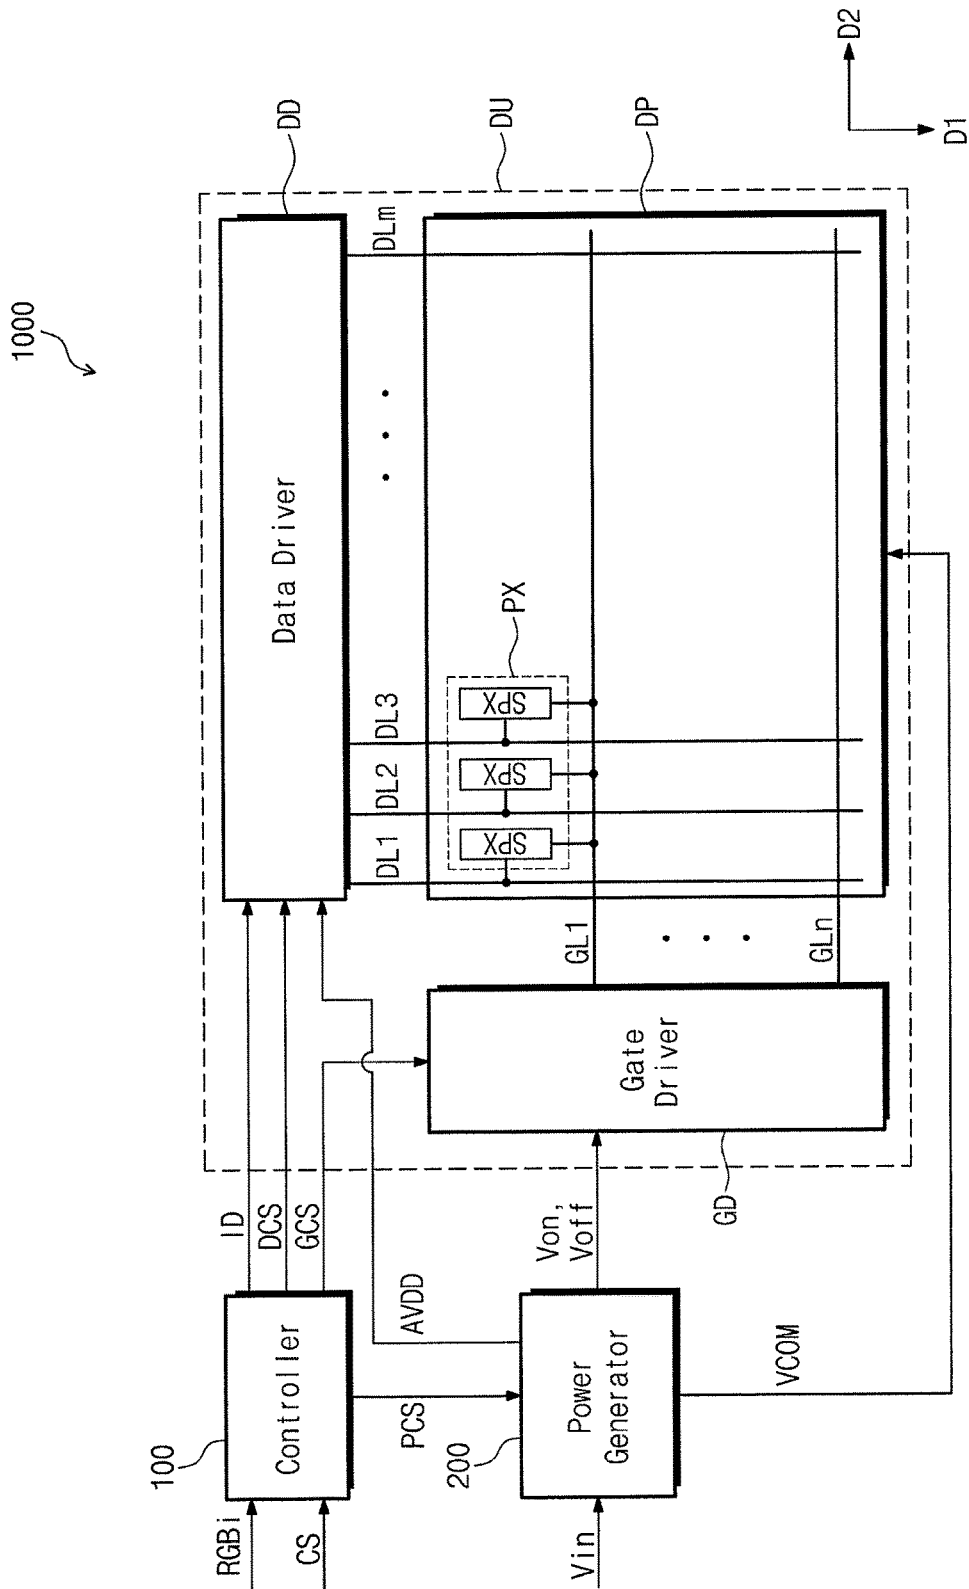 1000
RGBi
CS
100
Controller
ID
DCS
GCS
PCS
AVDD
Vin
200
Power
Generator
Von,
Voff
VCOM
DD
Data Driver
DU
DP
DL1
DL2
DL3
DLm
PX
SPX
SPX
SPX
GL1
GLn
Gate
Driver
GD
D2
D1